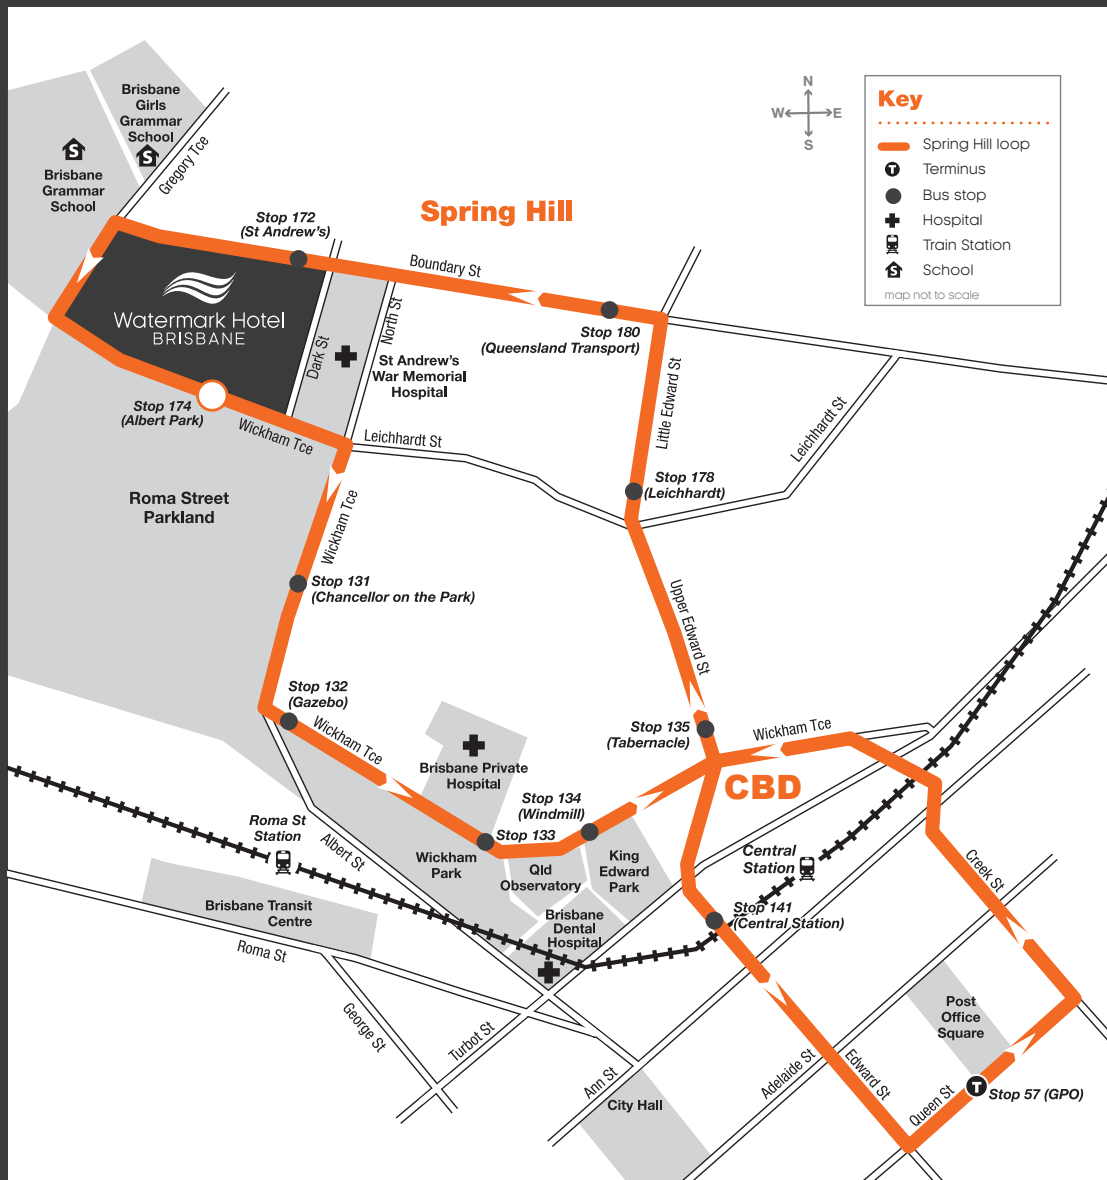 Brisbane
Girls
Grammar
School
S
S
Brisbane
Grammar
School
Gregory Tce
N
W
E
S
Key
Spring Hill loop
T
Terminus
Bus stop
Hospital
Train Station
S
School
map not to scale
Spring Hill
Stop 172
(St Andrew's)
Boundary St
Watermark Hotel
BRISBANE
Dark St
North St
St Andrew's
War Memorial
Hospital
Stop 180
(Queensland Transport)
Little Edward St
Leichhardt St
Stop 174
(Albert Park)
Wickham Tce
Leichhardt St
Stop 178
(Leichhardt)
Roma Street
Parkland
Wickham Tce
Stop 131
(Chancellor on the Park)
Upper Edward St
Stop 132
(Gazebo)
Wickham Tce
Stop 135
(Tabernacle)
Wickham Tce
CBD
Brisbane Private
Hospital
Stop 134
(Windmill)
Stop 133
Roma St
Station
Albert St
Wickham
Park
Qld
Observatory
King
Edward
Park
Central
Station
Creek St
Brisbane Transit
Centre
Brisbane
Dental
Hospital
Stop 141
(Central Station)
Roma St
George St
Turbot St
Ann St
City Hall
Adelaide St
Edward St
Post
Office
Square
Queen St
T
Stop 57 (GPO)